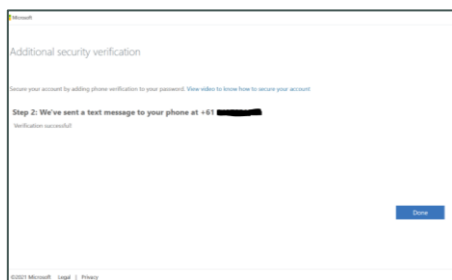 Microsoft
Additional security verification
Secure your account by adding phone verification to your password. View video to know how to secure your account
Step 2: We've sent a text message to your phone at +61
Verification successful!
Done
©2021 Microsoft Legal | Privacy